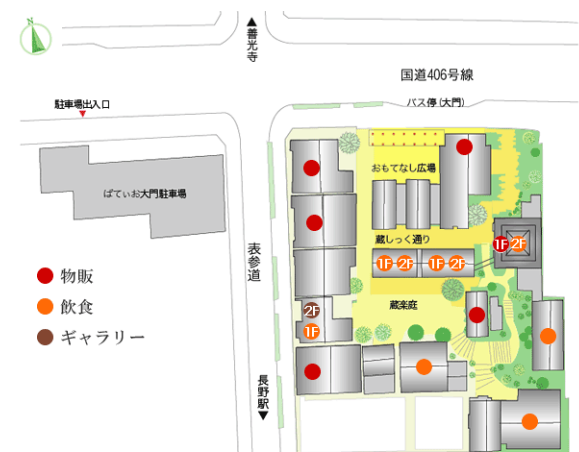 ▲善光寺
国道406号線
駐車場出入口
バス停（大門）
ぱてぃお大門駐車場
おもてなし広場
表参道
蔵しっく通り
1F 2F
1F 2F 1F 2F
物販
蔵楽庭
飲食
2F
1F
ギャラリー
長野駅▼